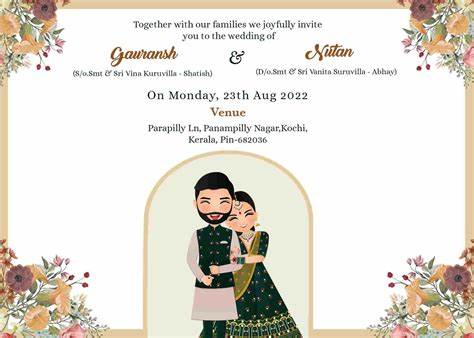 Together with our families we joyfully invite
you to the wedding of
Gauransh & Nutan
(S/o.Smt & Sri Vina Kuruvilla - Shatish) (D/o.Smt & Sri Vanita Suruvilla - Abhay)
On Monday, 23th Aug 2022
Venue
Parapilly Ln, Panampilly Nagar,Kochi,
Kerala, Pin-682036